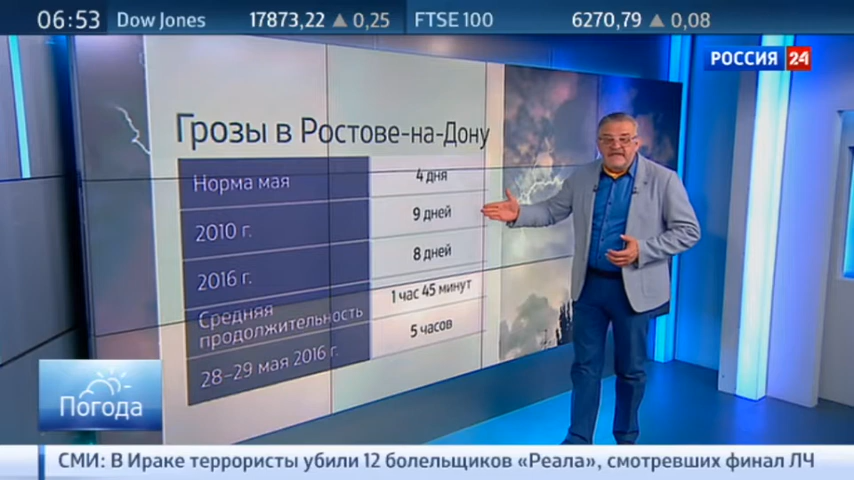 06:53 Dow Jones 17873,22 ▲ 0,25 FTSE 100 6270,79 ▲ 0,08
РОССИЯ 24
Грозы в Ростове-на-Дону
Норма мая 4 дня
2010 г. 9 дней
2016 г. 8 дней
Средняя
продолжительность 1 час 45 минут
28–29 мая 2016 г. 5 часов
Погода
СМИ: В Ираке террористы убили 12 болельщиков «Реала», смотревших финал ЛЧ